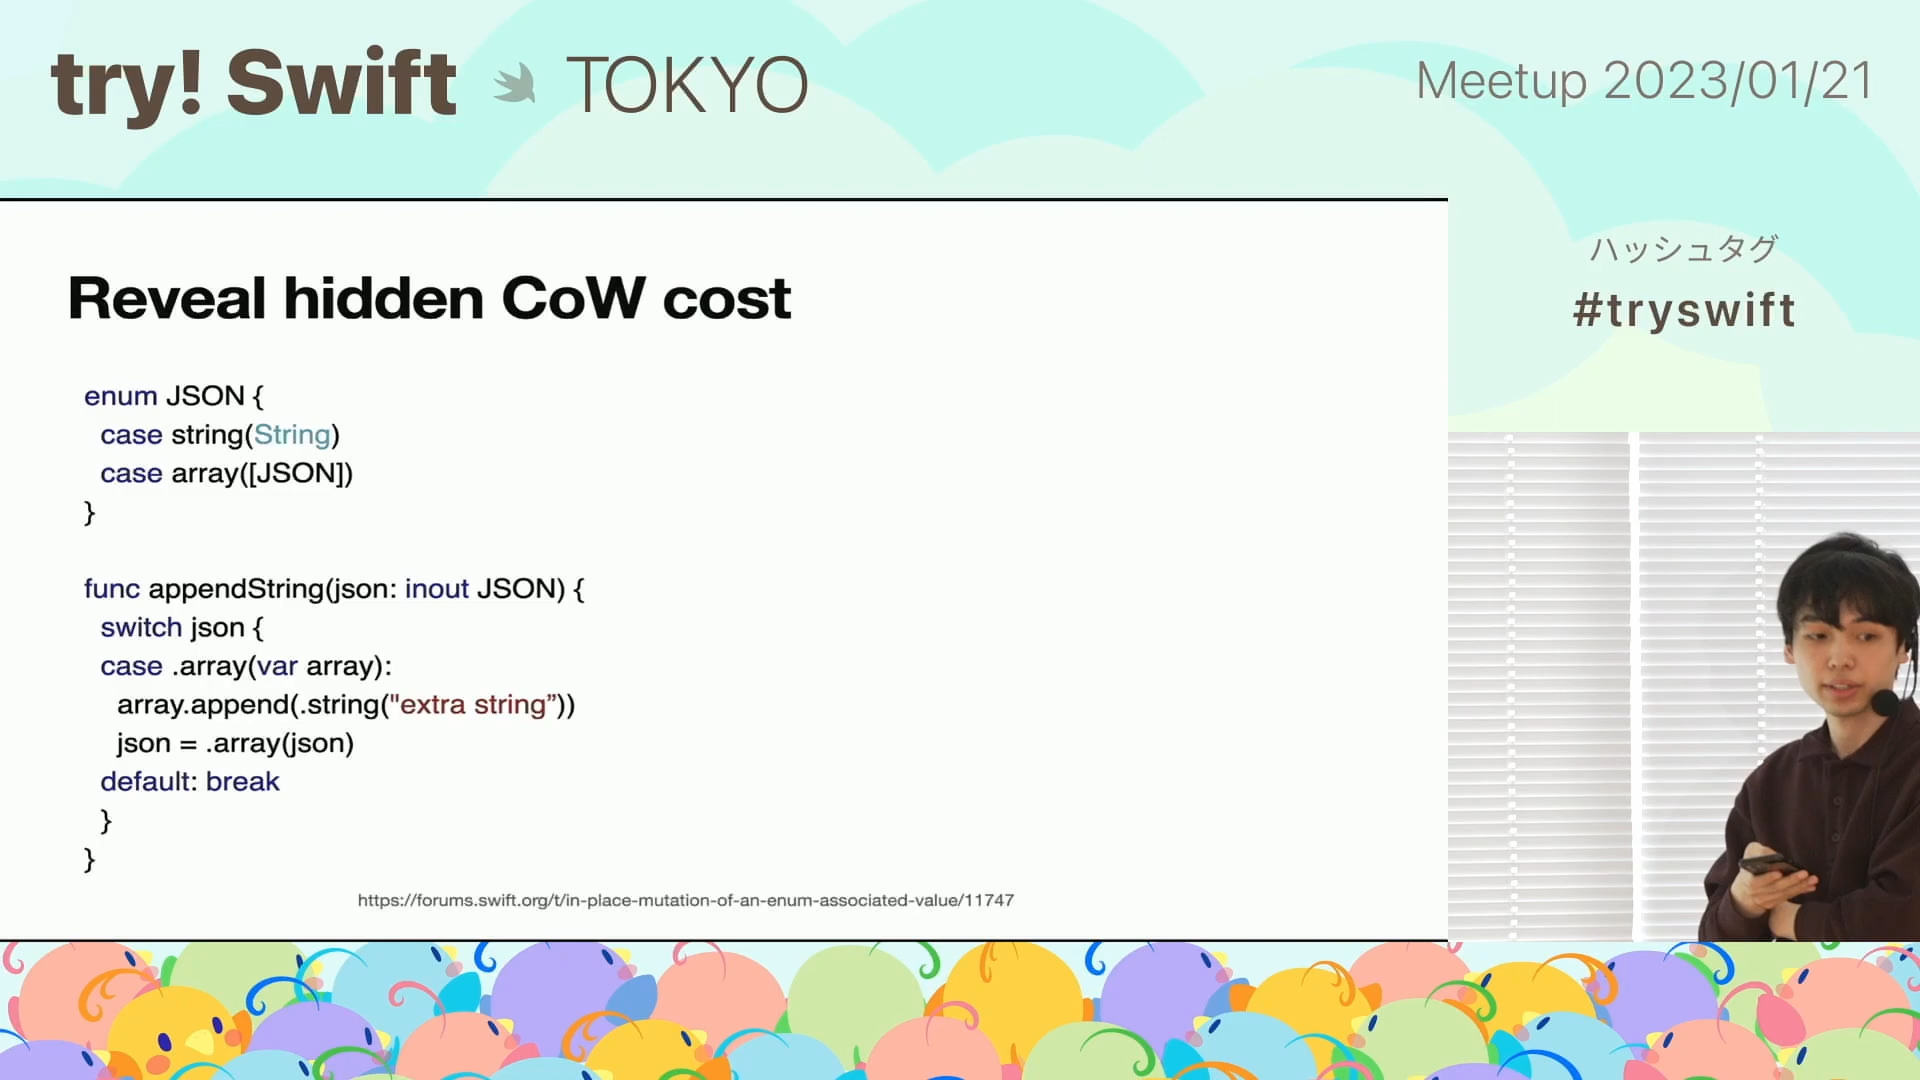 try! Swift TOKYO
Meetup 2023/01/21
ハッシュタグ
#tryswift
Reveal hidden CoW cost
enum JSON {
case string(String)
case array([JSON])
}
func appendString(json: inout JSON) {
switch json {
case .array(var array):
array.append(.string("extra string”))
json = .array(json)
default: break
}
}
https://forums.swift.org/t/in-place-mutation-of-an-enum-associated-value/11747